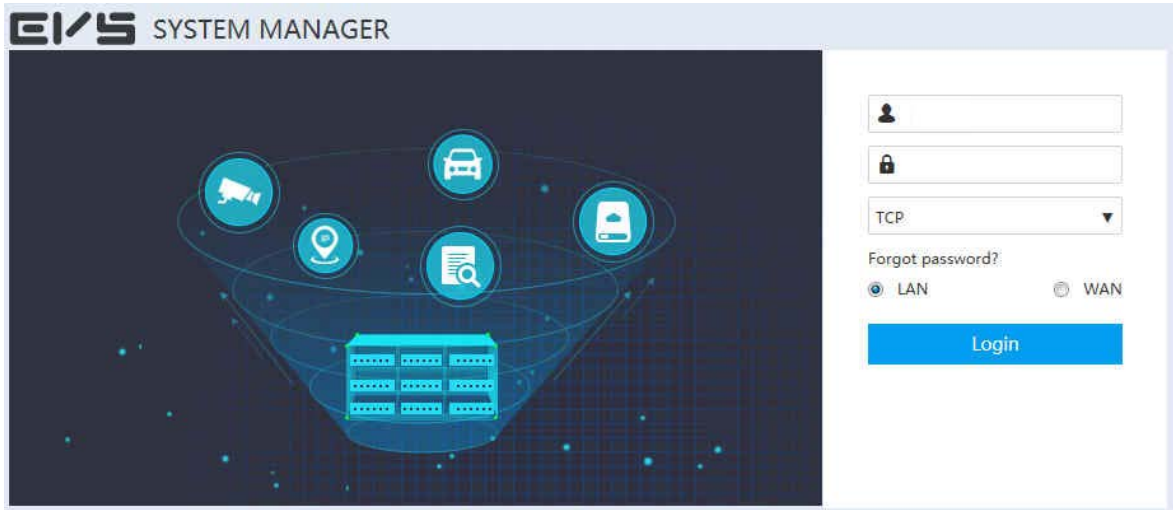 EVS SYSTEM MANAGER
TCP
Forgot password?
LAN
WAN
Login